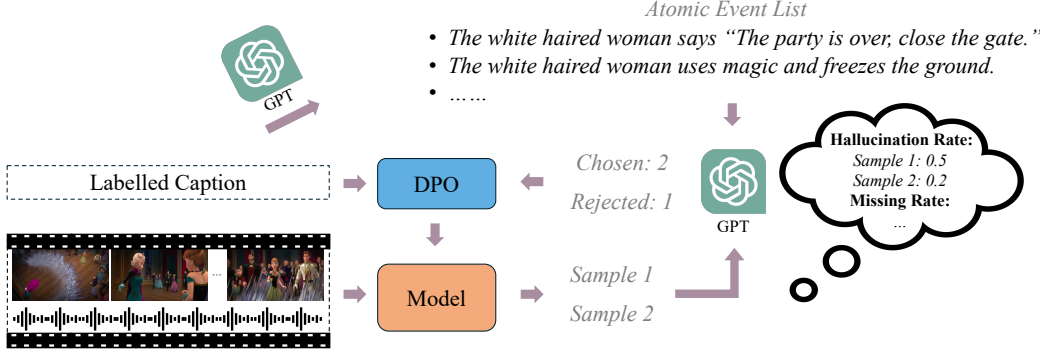 Atomic Event List
• The white haired woman says “The party is over, close the gate.”
• The white haired woman uses magic and freezes the ground.
• ……
GPT
Labelled Caption
DPO
Chosen: 2
Rejected: 1
GPT
Hallucination Rate:
Sample 1: 0.5
Sample 2: 0.2
Missing Rate:
...
...
Model
Sample 1
Sample 2